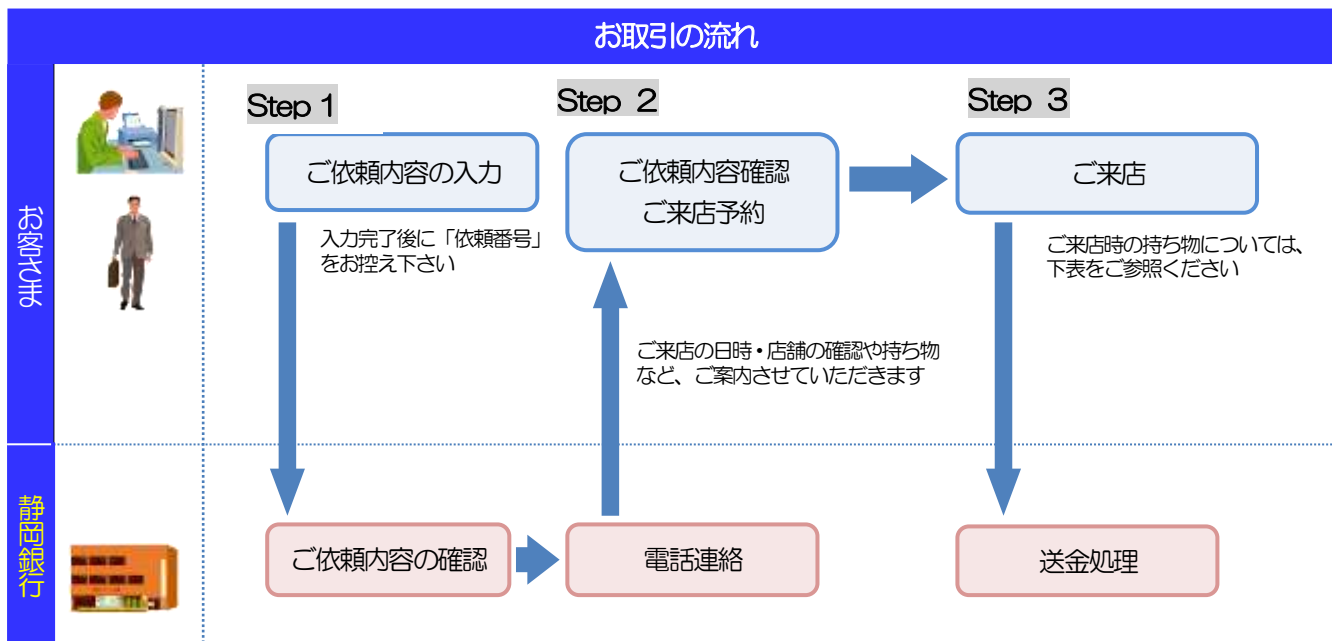 お取引の流れ
お客さま
Step 1
Step 2
Step 3
ご依頼内容の入力
ご依頼内容確認
ご来店予約
ご来店
入力完了後に「依頼番号」
をお控え下さい
ご来店時の持ち物については、
下表をご参照ください
ご来店の日時・店舗の確認や持ち物
など、ご案内させていただきます
静岡銀行
ご依頼内容の確認
電話連絡
送金処理